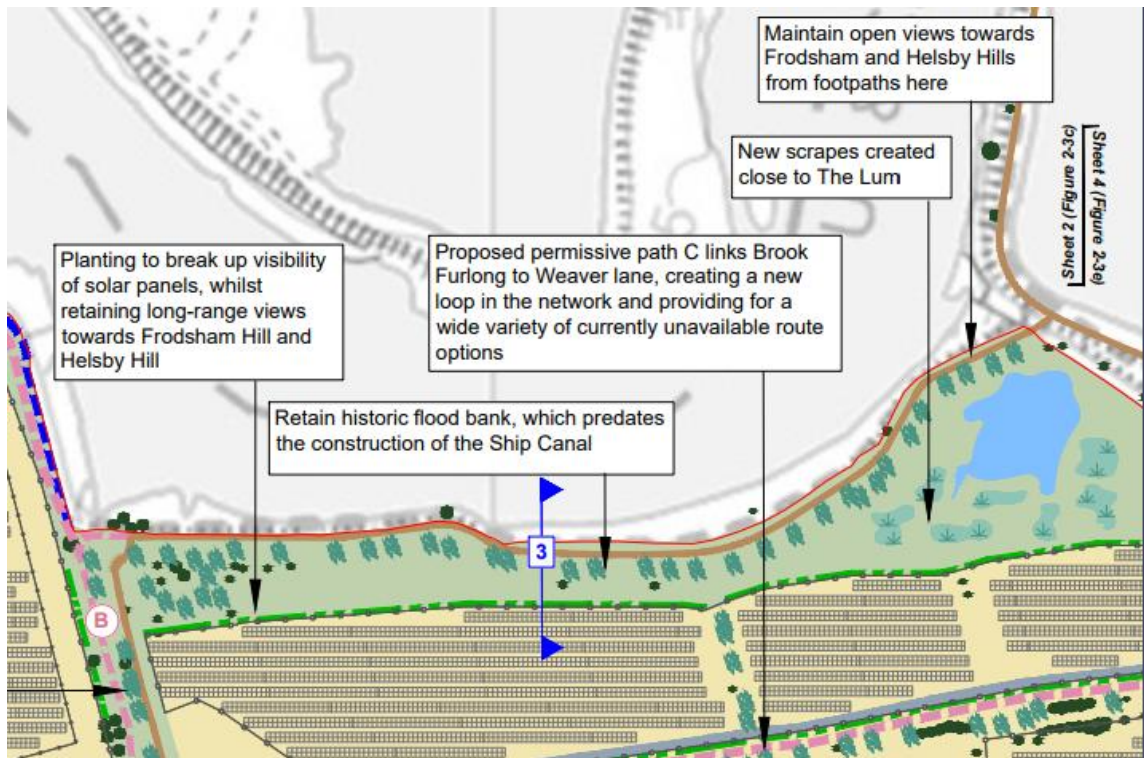 Maintain open views towards
Frodsham and Helsby Hills
from footpaths here
Sheet 4 (Figure 2-3e)
Sheet 2 (Figure 2-3c)
New scrapes created
close to The Lum
Planting to break up visibility
of solar panels, whilst
retaining long-range views
towards Frodsham Hill and
Helsby Hill
Proposed permissive path C links Brook
Furlong to Weaver lane, creating a new
loop in the network and providing for a
wide variety of currently unavailable route
options
Retain historic flood bank, which predates
the construction of the Ship Canal
3
B